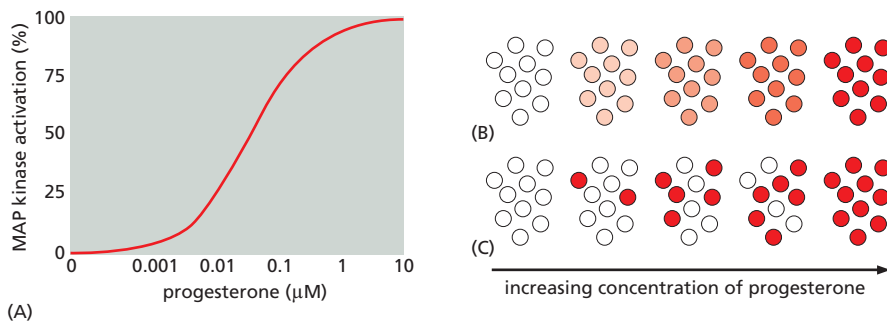 MAP kinase activation (%)
100
75
50
25
0
0 0.001 0.01 0.1 1 10
progesterone (μM)
(A)
(B)
(C)
increasing concentration of progesterone